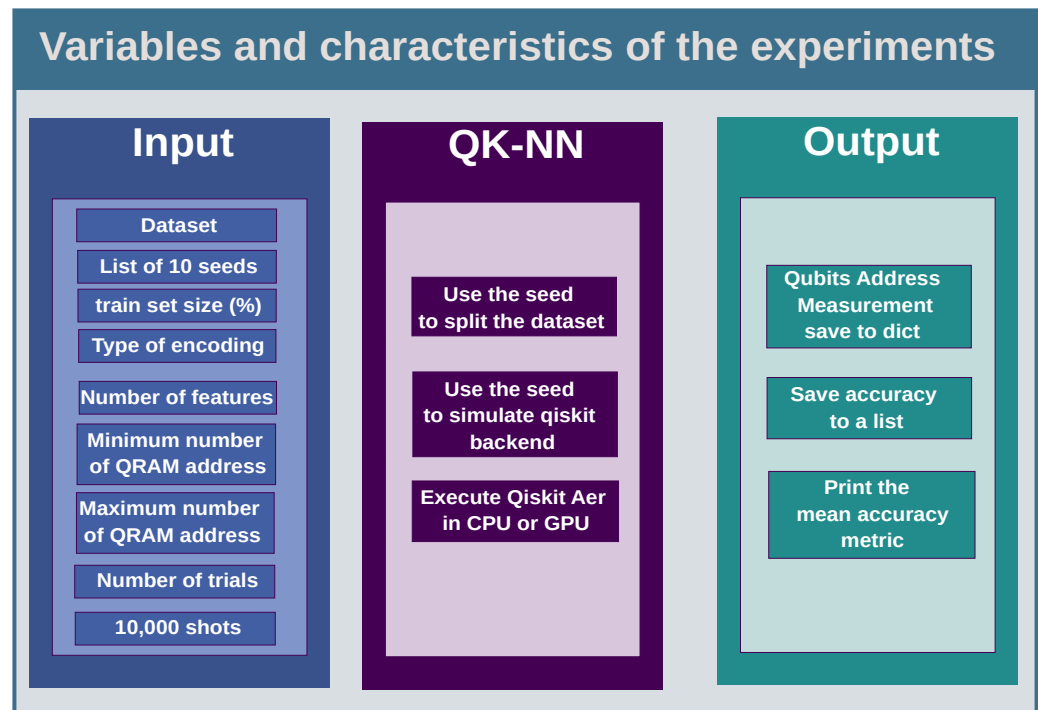 Variables and characteristics of the experiments
Input
Dataset
List of 10 seeds
train set size (%)
Type of encoding
Number of features
Minimum number
of QRAM address
Maximum number
of QRAM address
Number of trials
10,000 shots
QK-NN
Use the seed
to split the dataset
Use the seed
to simulate qiskit
backend
Execute Qiskit Aer
in CPU or GPU
Output
Qubits Address
Measurement
save to dict
Save accuracy
to a list
Print the
mean accuracy
metric